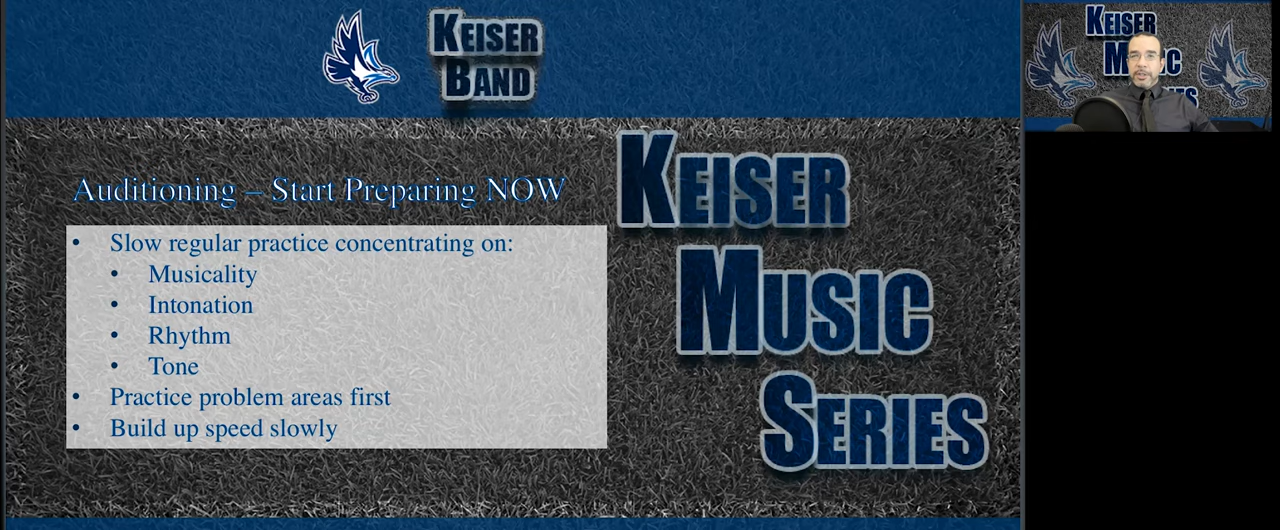 KEISER
BAND
Auditioning – Start Preparing NOW
• Slow regular practice concentrating on:
• Musicality
• Intonation
• Rhythm
• Tone
• Practice problem areas first
• Build up speed slowly
KEISER
MUSIC
SERIES
KEISER